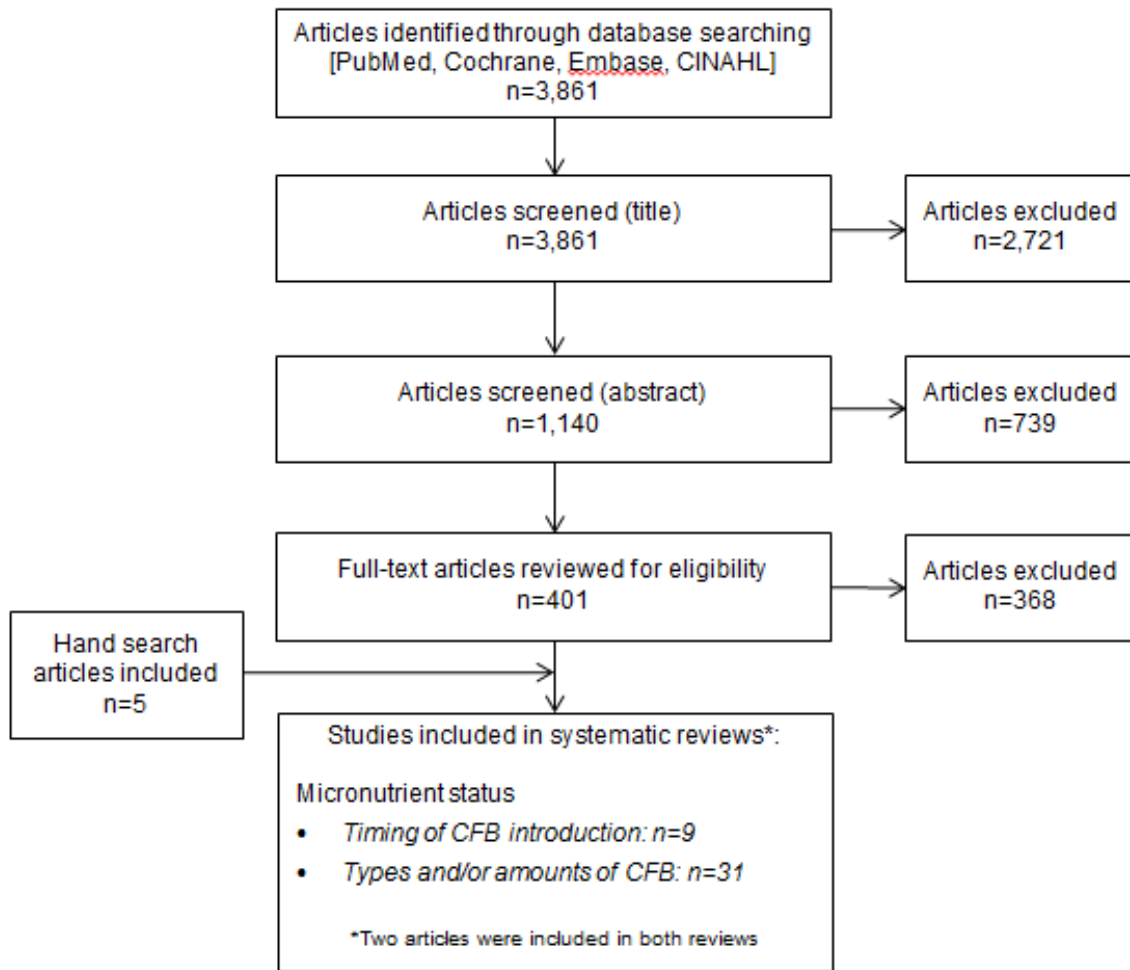 Articles identified through database searching
[PubMed, Cochrane, Embase, CINAHL]
n=3,861
Articles screened (title)
n=3,861
Articles excluded
n=2,721
Articles screened (abstract)
n=1,140
Articles excluded
n=739
Full-text articles reviewed for eligibility
n=401
Articles excluded
n=368
Hand search
articles included
n=5
Studies included in systematic reviews*:
Micronutrient status
• Timing of CFB introduction: n=9
• Types and/or amounts of CFB: n=31
*Two articles were included in both reviews